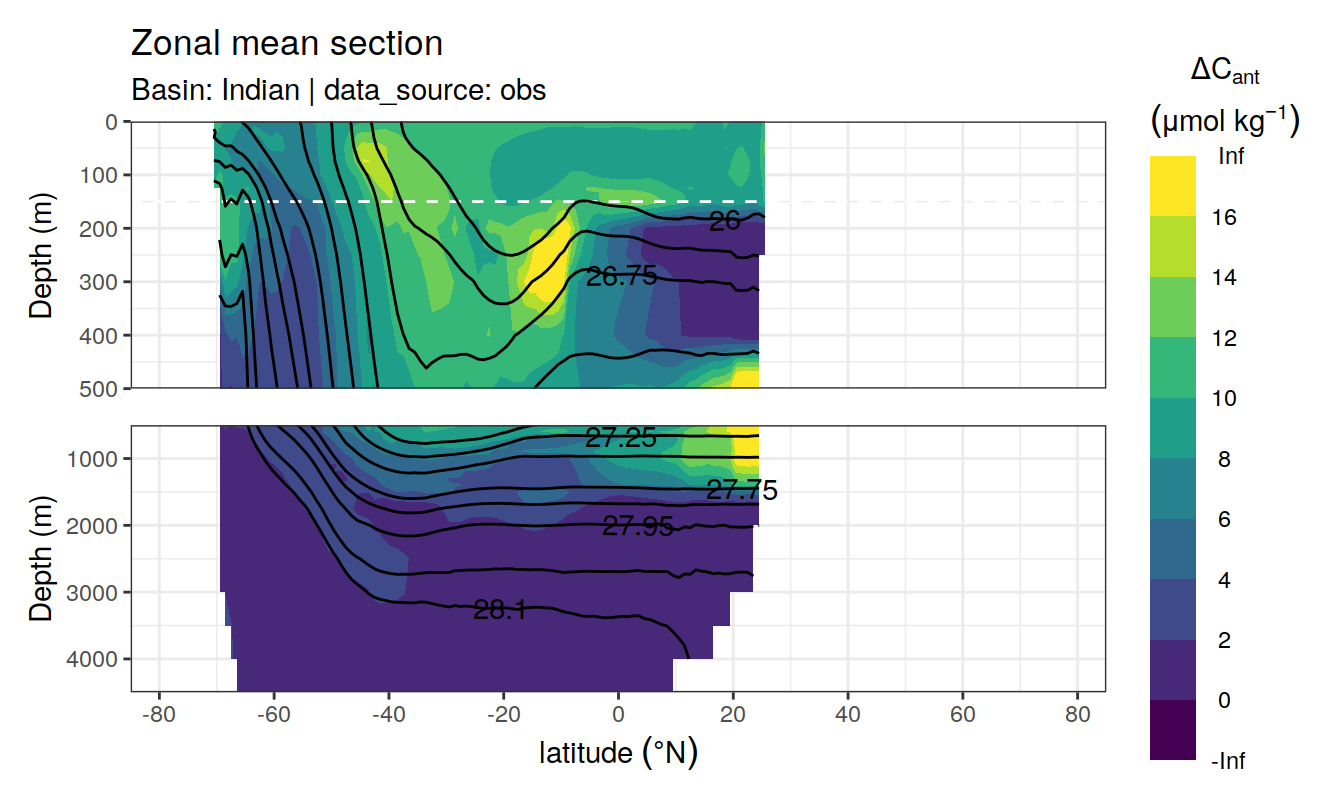 Zonal mean section
Basin: Indian | data_source: obs
ΔCant
(μmol kg⁻¹)
Inf
16
14
12
10
8
6
4
2
0
-Inf
Depth (m)
0
100
200
300
400
500
26
26.75
Depth (m)
1000
2000
3000
4000
27.25
27.75
27.95
28.1
-80 -60 -40 -20 0 20 40 60 80
latitude (°N)